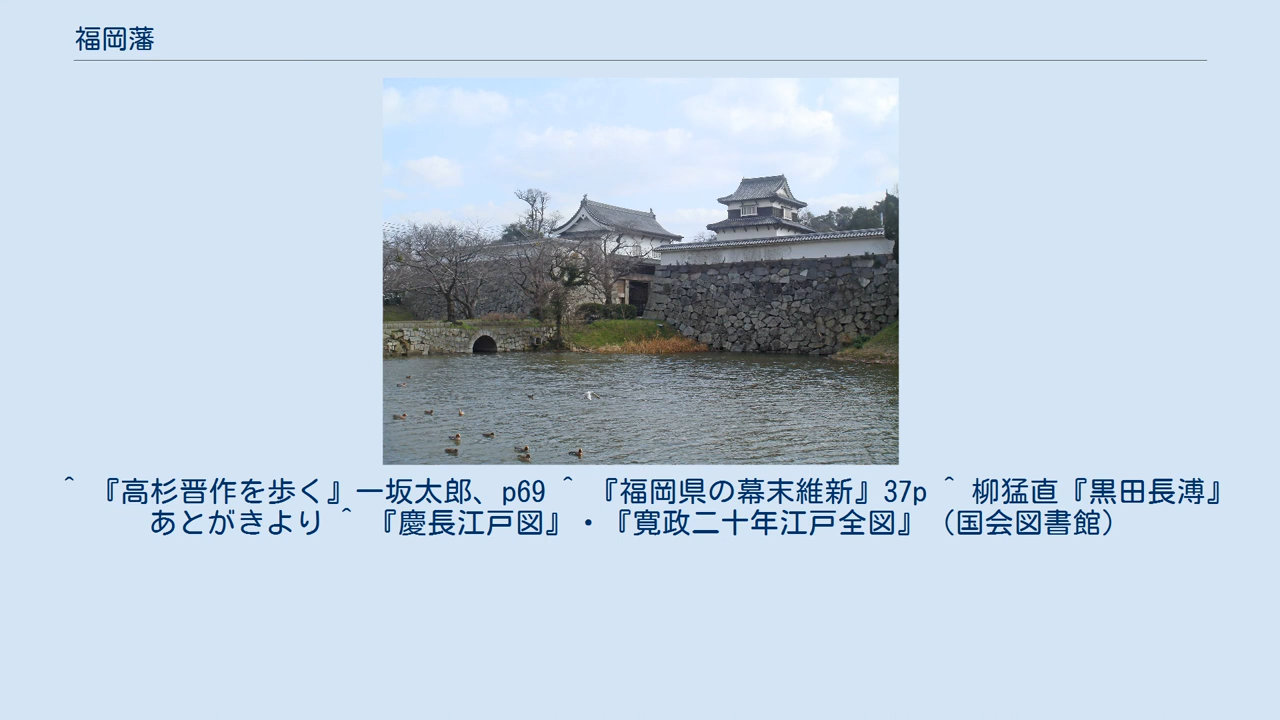 福岡藩
^ 『高杉晋作を歩く』一坂太郎、p69 ^ 『福岡県の幕末維新』37p ^ 柳猛直『黒田長溥』
あとがきより ^ 『慶長江戸図』・『寛政二十年江戸全図』（国会図書館）